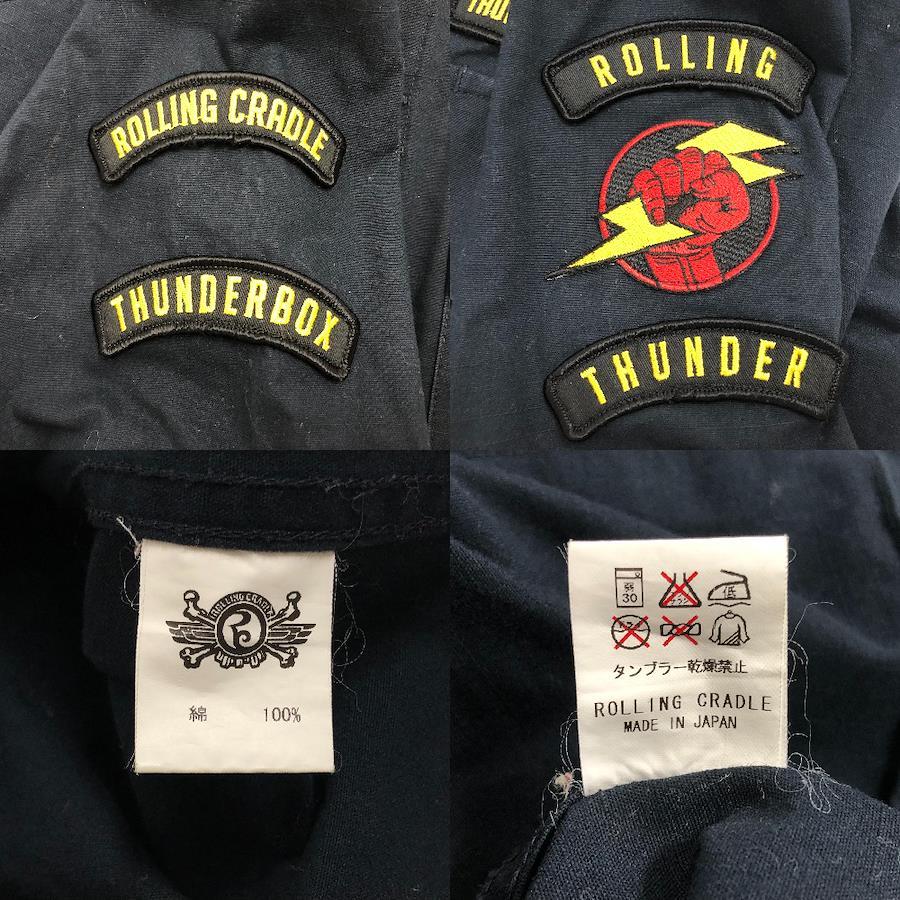 ROLLING CRADLE
THUNDERBOX
ROLLING
THUNDER
ROLLING CRADLE
綿 100%
弱
30
低
タンブラー乾燥禁止
ROLLING CRADLE
MADE IN JAPAN